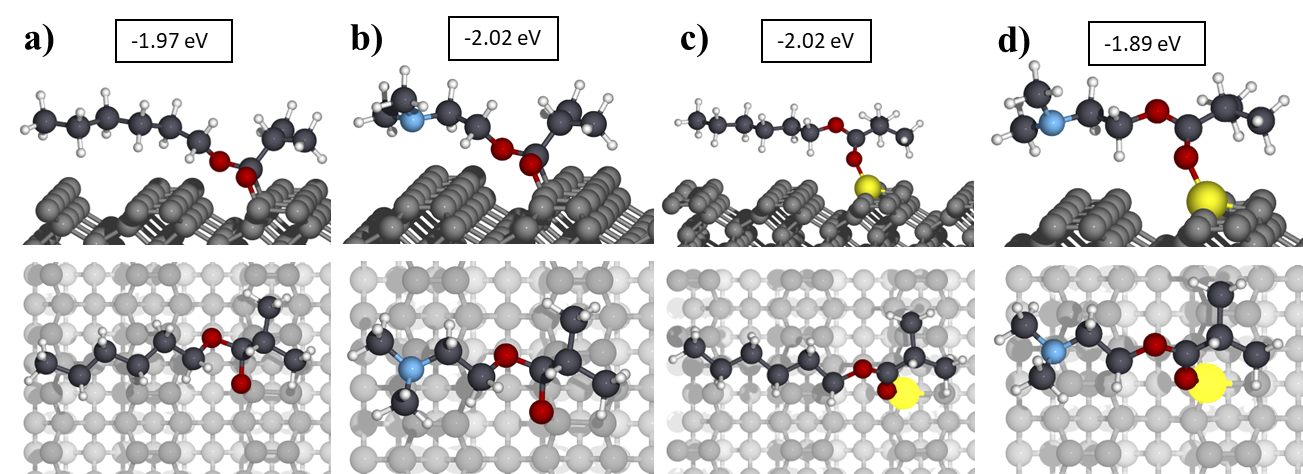 a) -1.97 eV
b) -2.02 eV
c) -2.02 eV
d) -1.89 eV